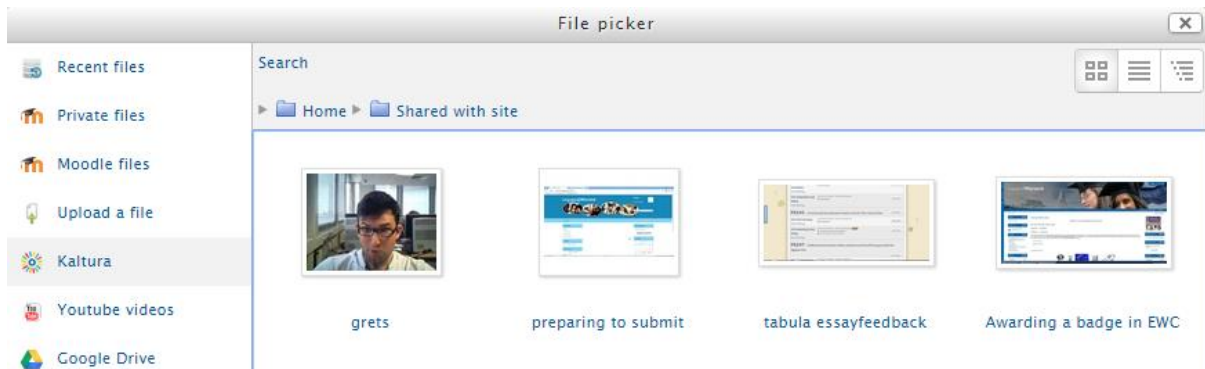 File picker
Recent files
Private files
Moodle files
Upload a file
Kaltura
Youtube videos
Google Drive
Search
Home Shared with site
grets
preparing to submit
tabula essayfeedback
Awarding a badge in EWC